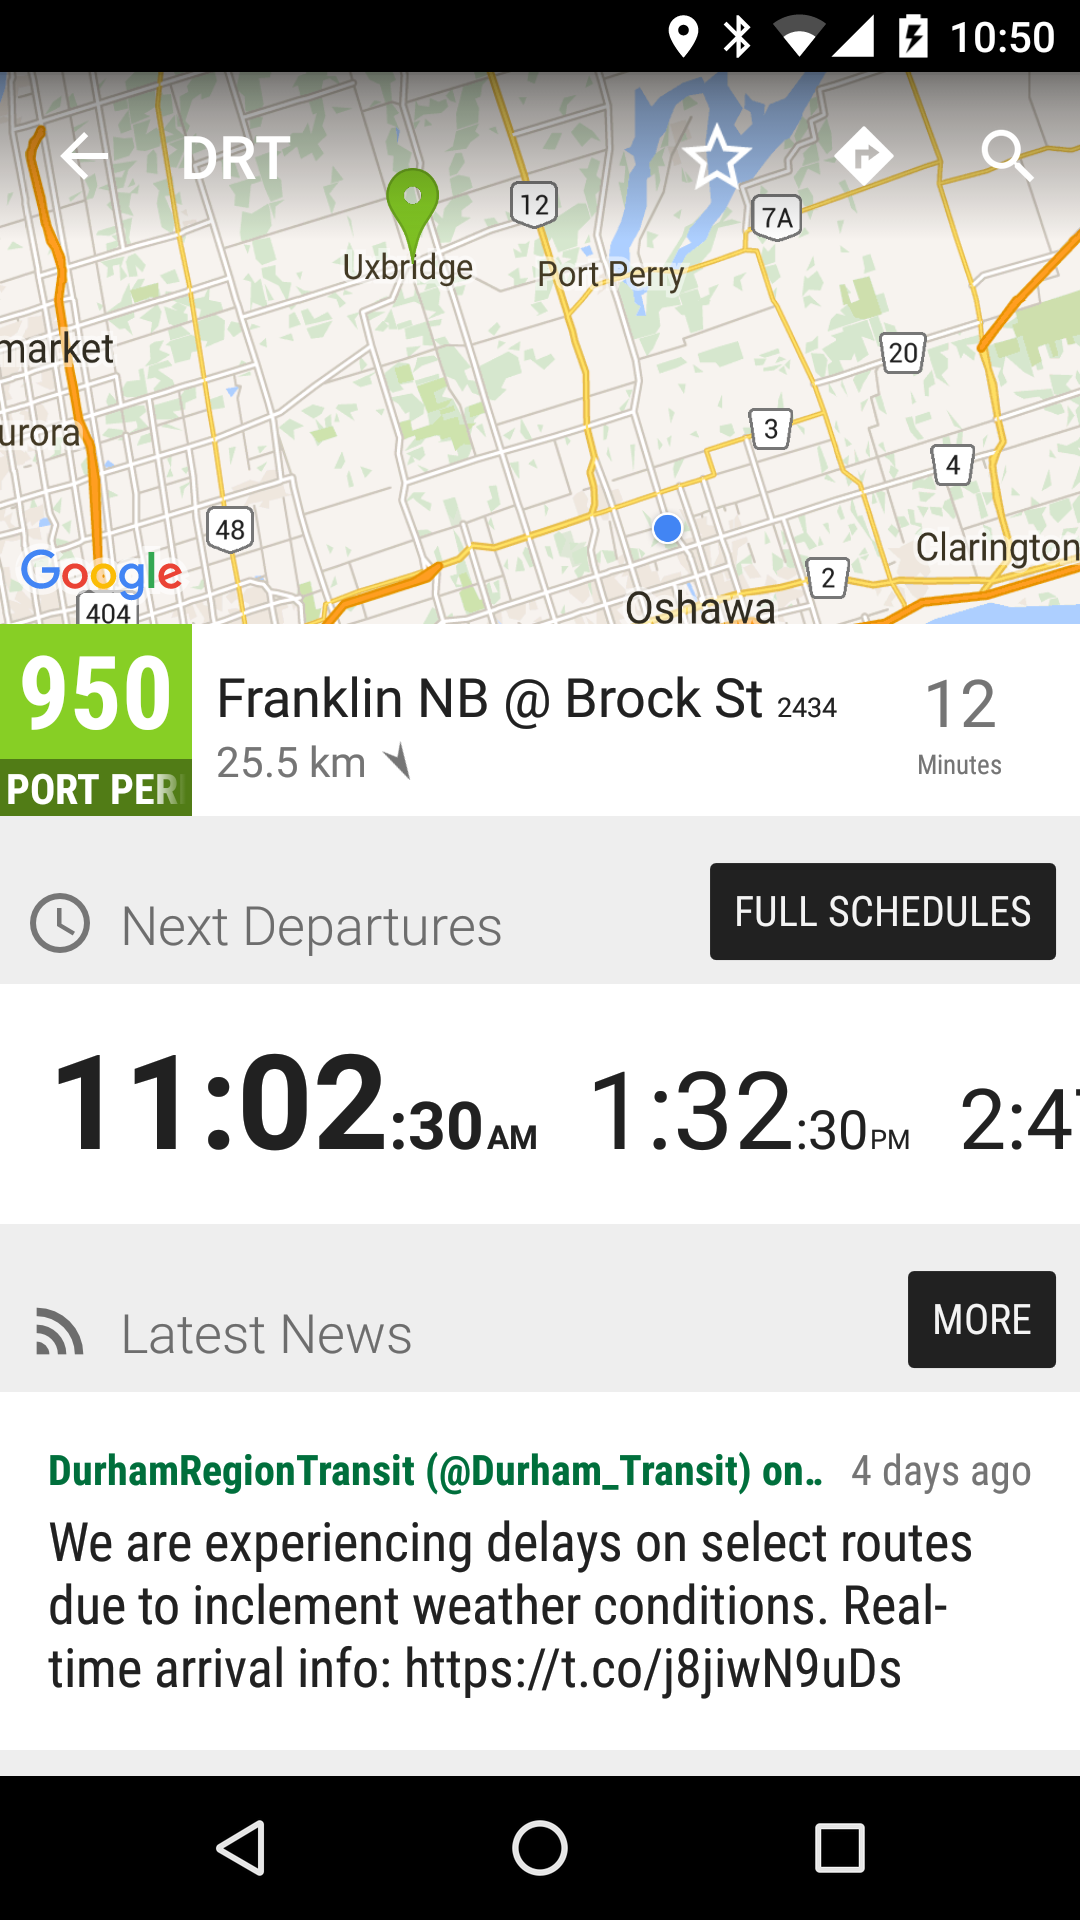 10:50
DRT
12
7A
Uxbridge
Port Perry
market
20
urora
3
4
48
Clarington
Google
2
404
Oshawa
950
Franklin NB @ Brock St 2434
12
25.5 km
Minutes
PORT PER
Next Departures
FULL SCHEDULES
11:02:30AM 1:32:30PM 2:47
Latest News
MORE
DurhamRegionTransit (@Durham_Transit) on… 4 days ago
We are experiencing delays on select routes
due to inclement weather conditions. Real-
time arrival info: https://t.co/j8jiwN9uDs